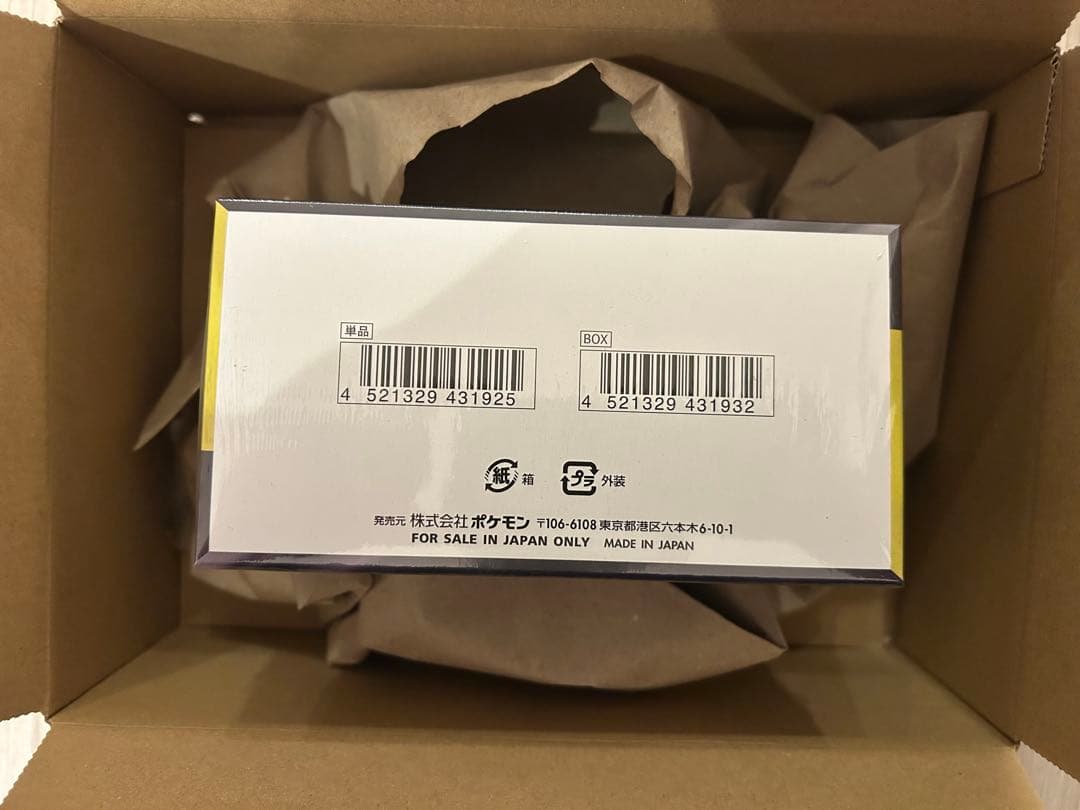 単品
4 521329 431925
BOX
4 521329 431932
紙 箱
プラ 外装
発売元 株式会社ポケモン 〒106-6108 東京都港区六本木6-10-1
FOR SALE IN JAPAN ONLY MADE IN JAPAN